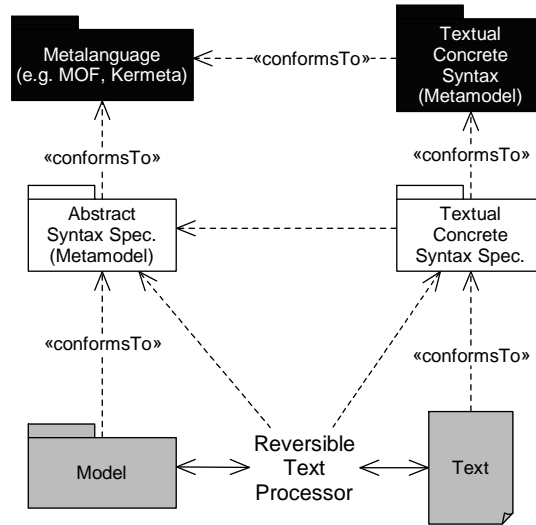 Metalanguage
(e.g. MOF, Kermeta)
«conformsTo»
Textual
Concrete
Syntax
(Metamodel)
«conformsTo»
«conformsTo»
Abstract
Syntax Spec.
(Metamodel)
Textual
Concrete
Syntax Spec.
«conformsTo»
«conformsTo»
Model
Reversible
Text
Processor
Text